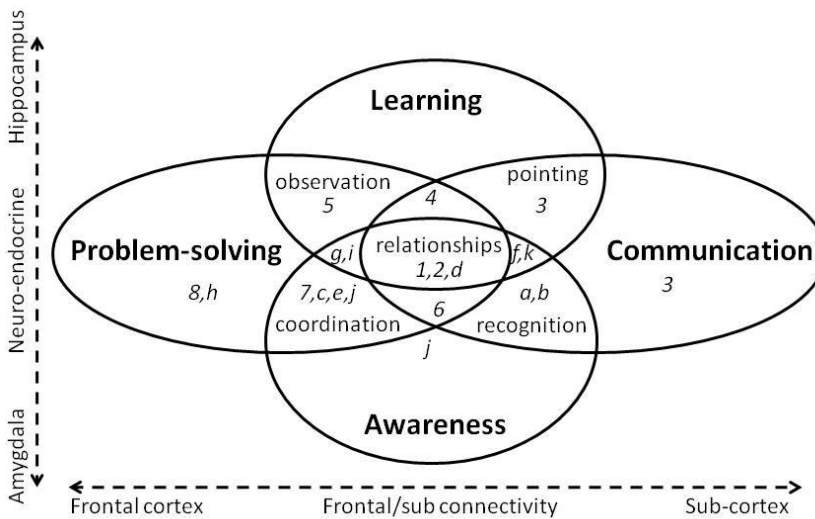 Hippocampus
Neuro-endocrine
Amygdala
Learning
observation
5
4
pointing
3
Problem-solving
8,h
g,i
relationships
1,2,d
f,k
Communication
3
7,c,e,j
coordination
6
a,b
recognition
j
Awareness
Frontal cortex
Frontal/sub connectivity
Sub-cortex